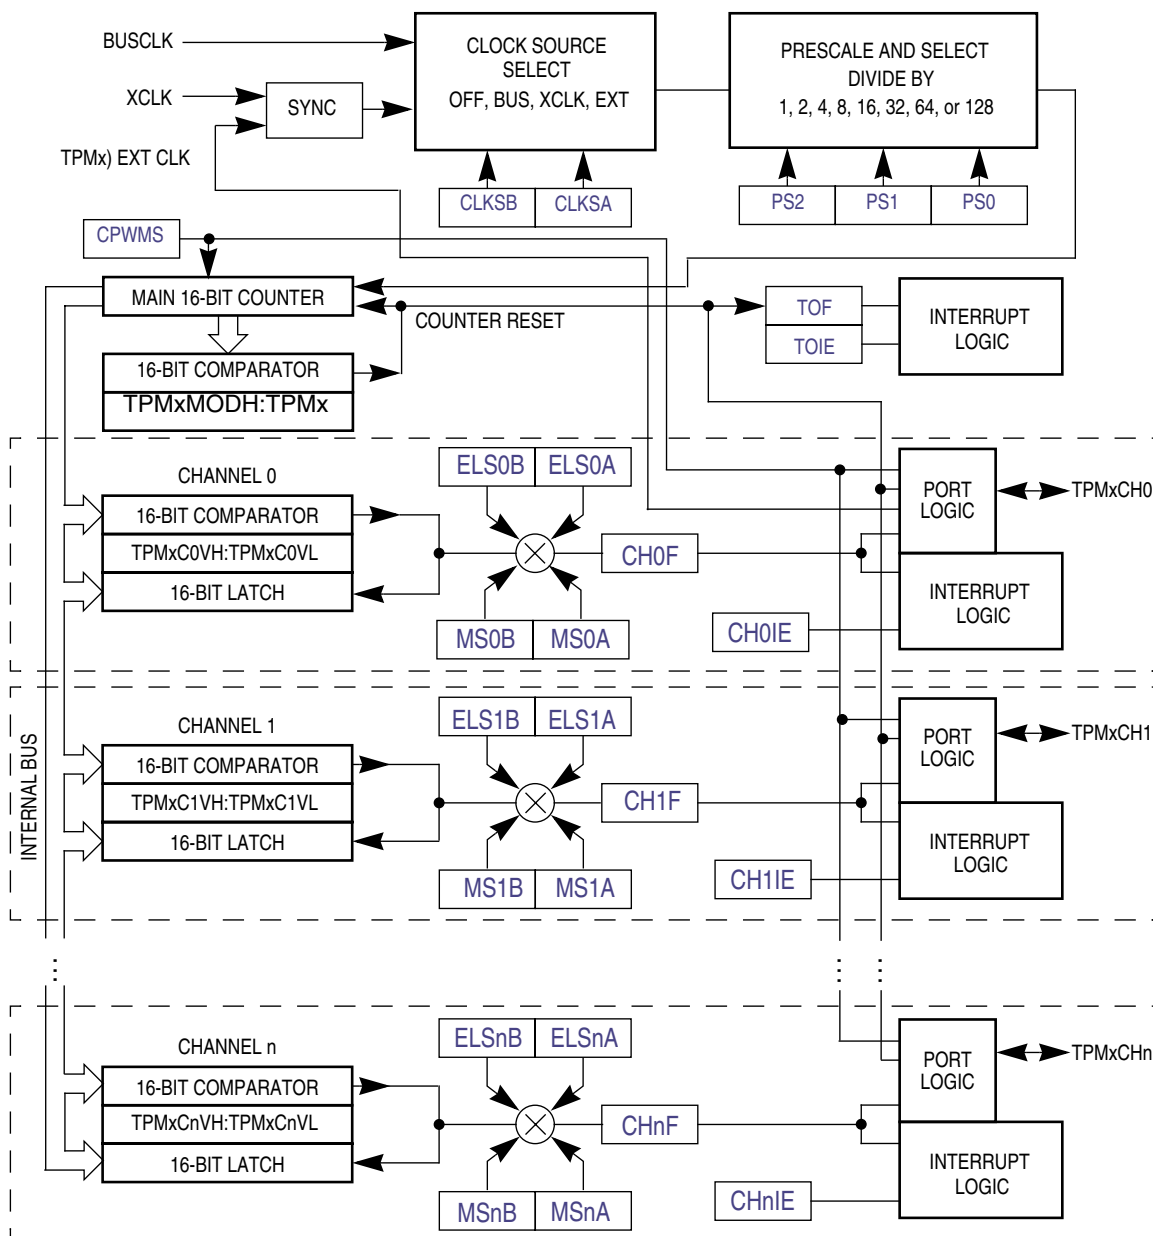 BUSCLK
XCLK
SYNC
TPMx) EXT CLK
CLOCK SOURCE
SELECT
OFF, BUS, XCLK, EXT
PRESCALE AND SELECT
DIVIDE BY
1, 2, 4, 8, 16, 32, 64, or 128
CLKSB
CLKSA
PS2
PS1
PS0
CPWMS
MAIN 16-BIT COUNTER
COUNTER RESET
TOF
TOIE
INTERRUPT
LOGIC
16-BIT COMPARATOR
TPMxMODH:TPMx
CHANNEL 0
16-BIT COMPARATOR
TPMxC0VH:TPMxC0VL
16-BIT LATCH
ELS0B
ELS0A
CH0F
MS0B
MS0A
CH0IE
PORT
LOGIC
TPMxCH0
INTERRUPT
LOGIC
INTERNAL BUS
CHANNEL 1
16-BIT COMPARATOR
TPMxC1VH:TPMxC1VL
16-BIT LATCH
ELS1B
ELS1A
CH1F
MS1B
MS1A
CH1IE
PORT
LOGIC
TPMxCH1
INTERRUPT
LOGIC
...
...
...
CHANNEL n
16-BIT COMPARATOR
TPMxCnVH:TPMxCnVL
16-BIT LATCH
ELSnB
ELSnA
CHnF
MSnB
MSnA
CHnIE
PORT
LOGIC
TPMxCHn
INTERRUPT
LOGIC